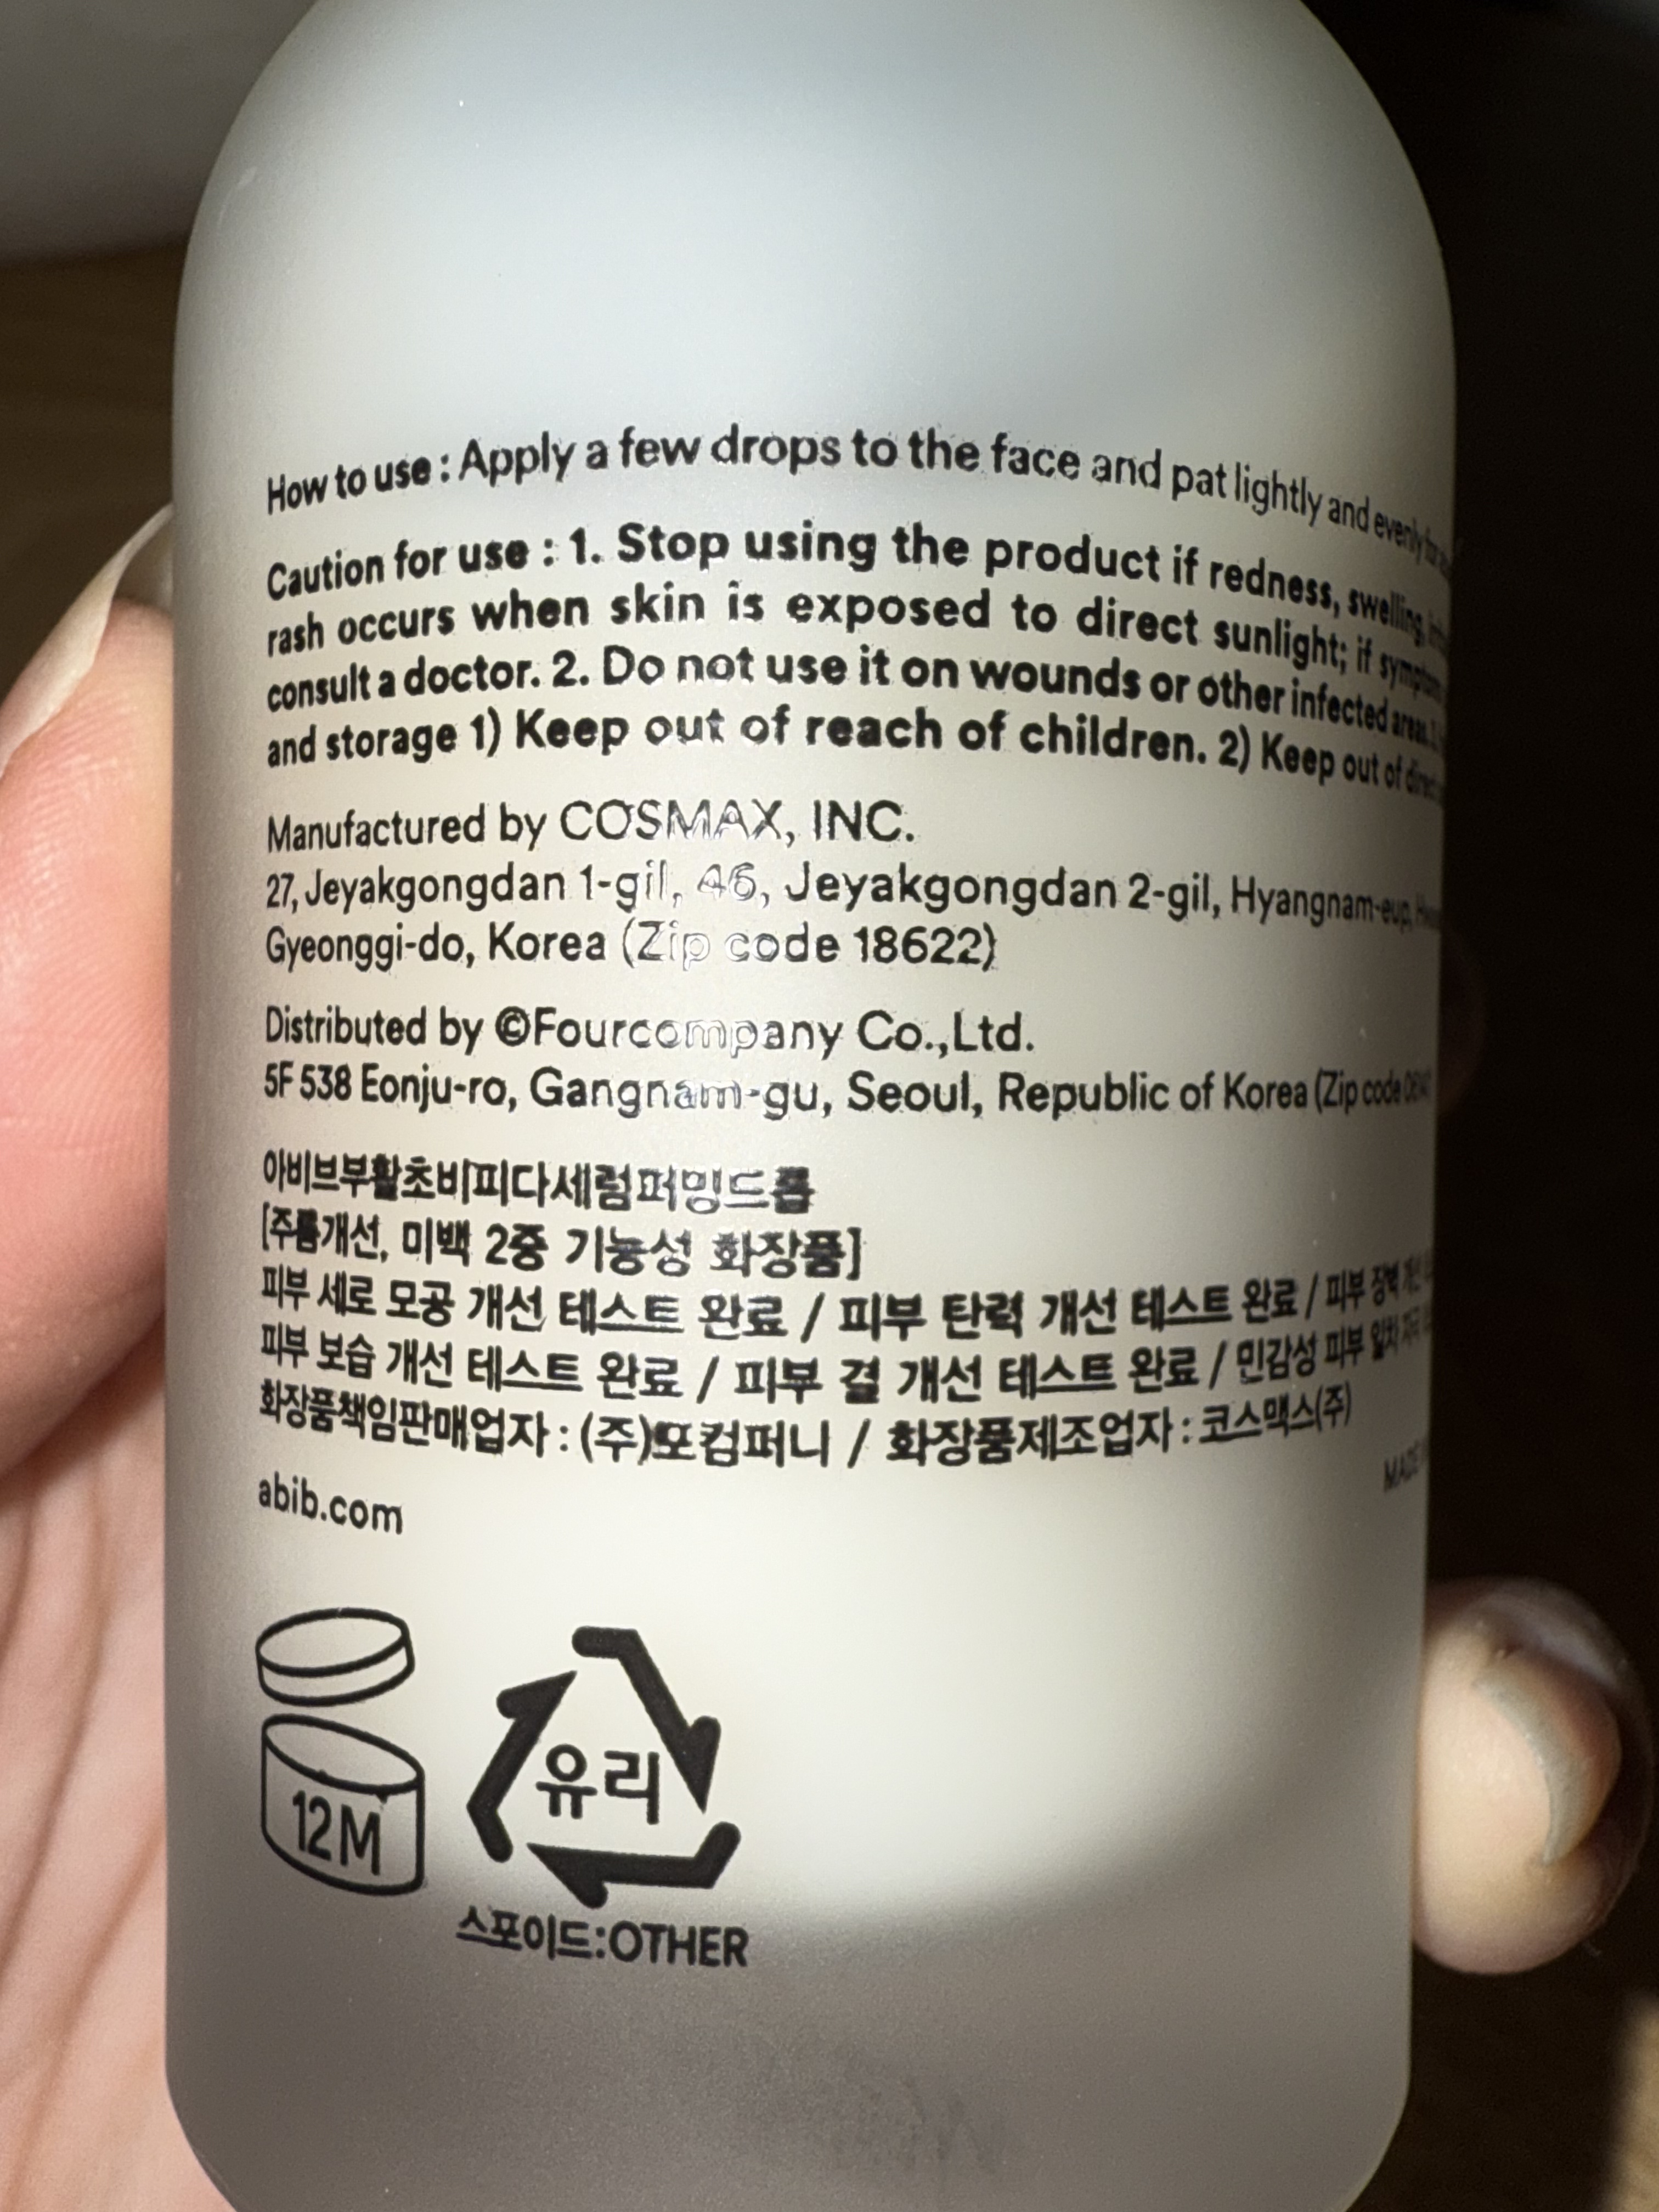 How to use : Apply a few drops to the face and pat lightly and evenly
Caution for use : 1. Stop using the product if redness, swelling,
rash occurs when skin is exposed to direct sunlight; if
consult a doctor. 2. Do not use it on wounds or other infected areas.
and storage 1) Keep out of reach of children. 2) Keep out of
Manufactured by COSMAX, INC.
27, Jeyakgongdan 1-gil, 46, Jeyakgongdan 2-gil, Hyangnam-eup,
Gyeonggi-do, Korea (Zip code 18622)
Distributed by ©Fourcompany Co.,Ltd.
5F 538 Eonju-ro, Gangnam-gu, Seoul, Republic of Korea (Zip code
아비브부활초비피다세럼퍼밍드롭
[주름개선, 미백 2중 기능성 화장품]
피부 세로 모공 개선 테스트 완료 / 피부 탄력 개선 테스트 완료 / 피부 장벽 개선
피부 보습 개선 테스트 완료 / 피부 결 개선 테스트 완료 / 민감성 피부 일차
화장품책임판매업자 : (주)포컴퍼니 / 화장품제조업자 : 코스맥스(주)
MADE
abib.com
12M
유리
스포이드:OTHER